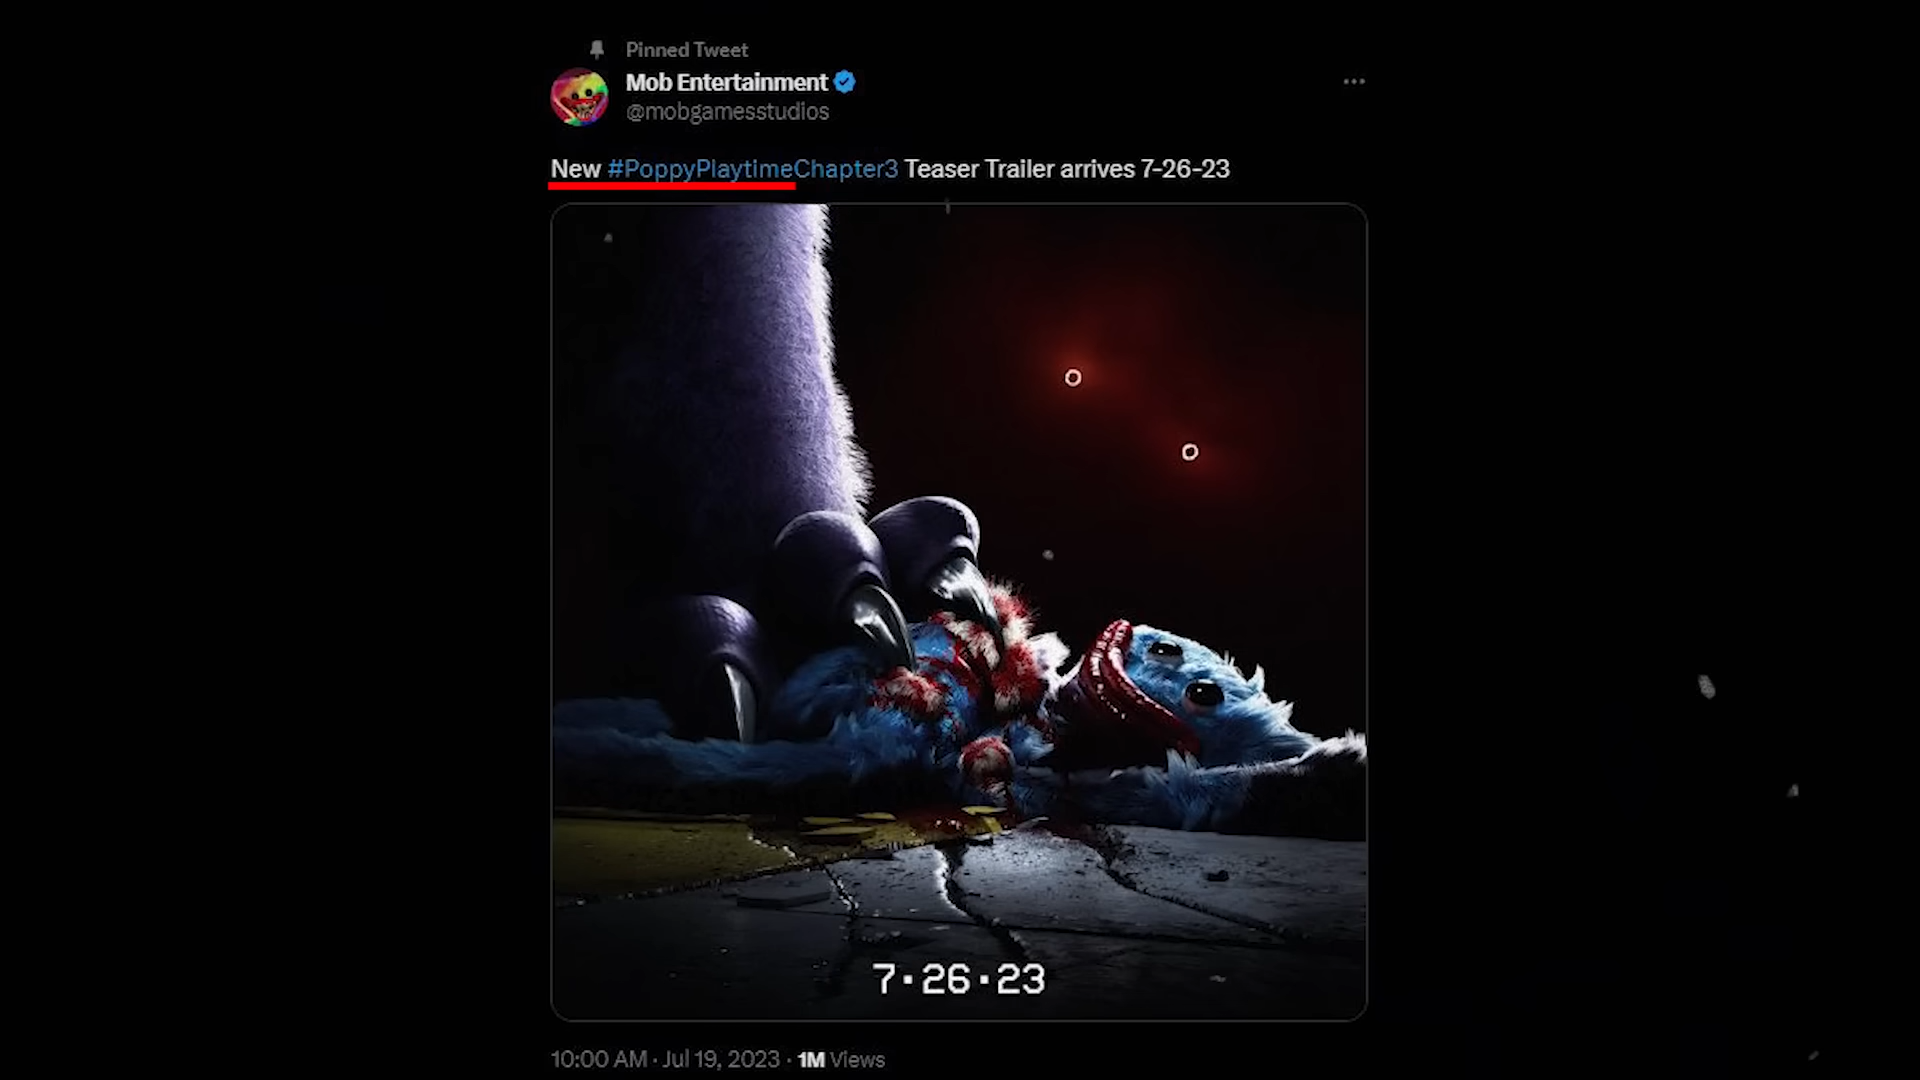 Pinned Tweet
Mob Entertainment
@mobgamesstudios
New #PoppyPlaytimeChapter3 Teaser Trailer arrives 7-26-23
7·26·23
10:00 AM · Jul 19, 2023 · 1M Views